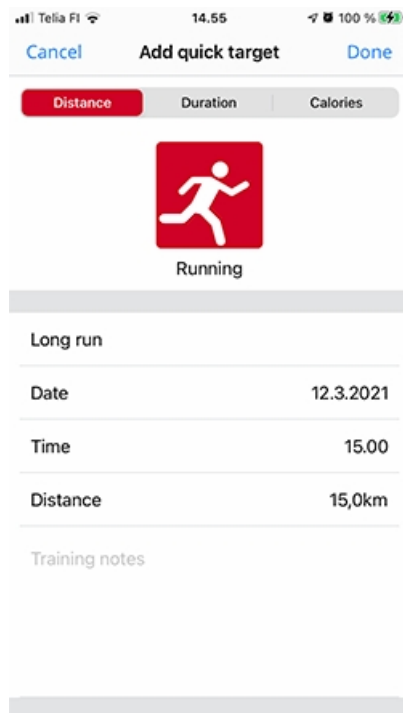 Telia FI 14.55 100 %
Cancel Add quick target Done
Distance Duration Calories
Running
Long run
Date 12.3.2021
Time 15.00
Distance 15,0km
Training notes